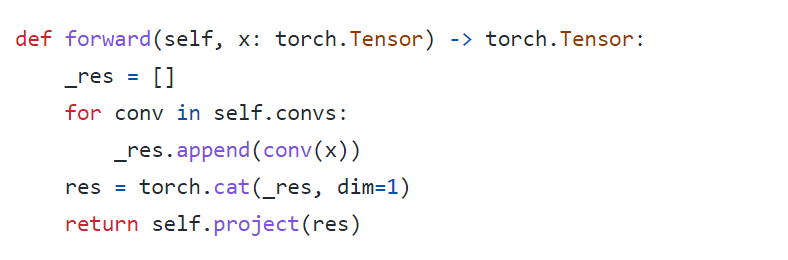 def forward(self, x: torch.Tensor) -> torch.Tensor:
    _res = []
    for conv in self.convs:
        _res.append(conv(x))
    res = torch.cat(_res, dim=1)
    return self.project(res)